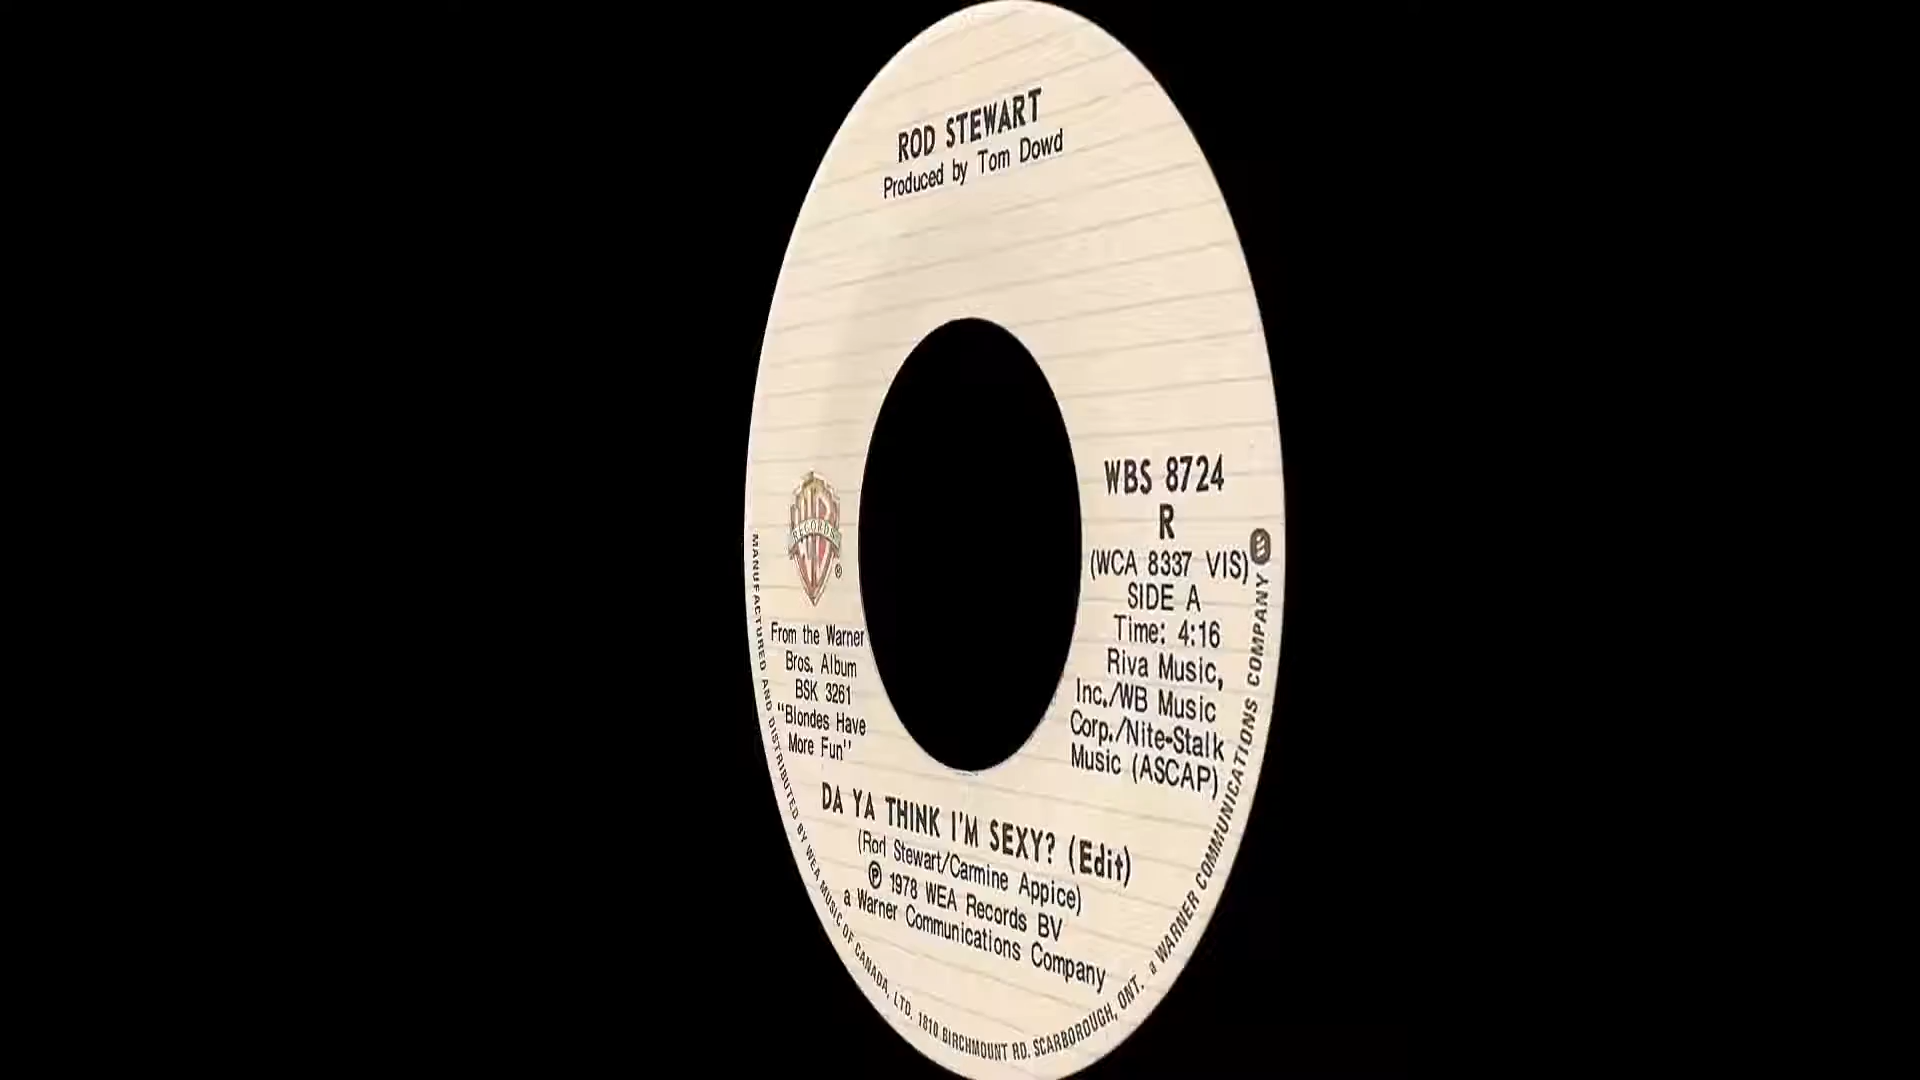 ROD STEWART
Produced by Tom Dowd
WBS 8724
R
(WCA 8337 VIS)
SIDE A
Time: 4:16
Riva Music,
Inc./WB Music
Corp./Nite-Stalk
Music (ASCAP)
RECORDS
®
From the Warner
Bros. Album
BSK 3261
"Blondes Have
More Fun"
DA YA THINK I'M SEXY? (Edit)
(Rod Stewart/Carmine Appice)
℗ 1978 WEA Records BV
a Warner Communications Company
MANUFACTURED AND DISTRIBUTED BY WEA MUSIC OF CANADA, LTD. 1810 BIRCHMOUNT RD. SCARBOROUGH, ONT. a WARNER COMMUNICATIONS COMPANY